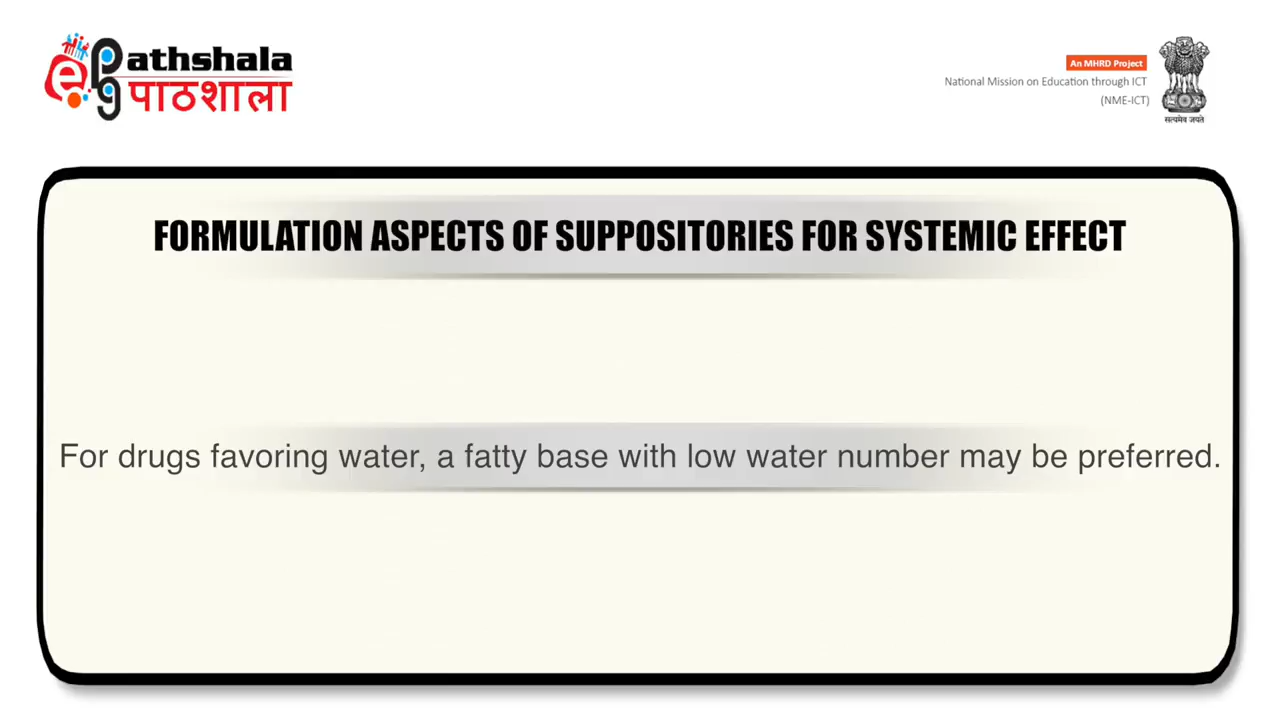 e pg Pathshala
पाठशाला
An MHRD Project
National Mission on Education through ICT
(NME-ICT)
सत्यमेव जयते
FORMULATION ASPECTS OF SUPPOSITORIES FOR SYSTEMIC EFFECT
For drugs favoring water, a fatty base with low water number may be preferred.